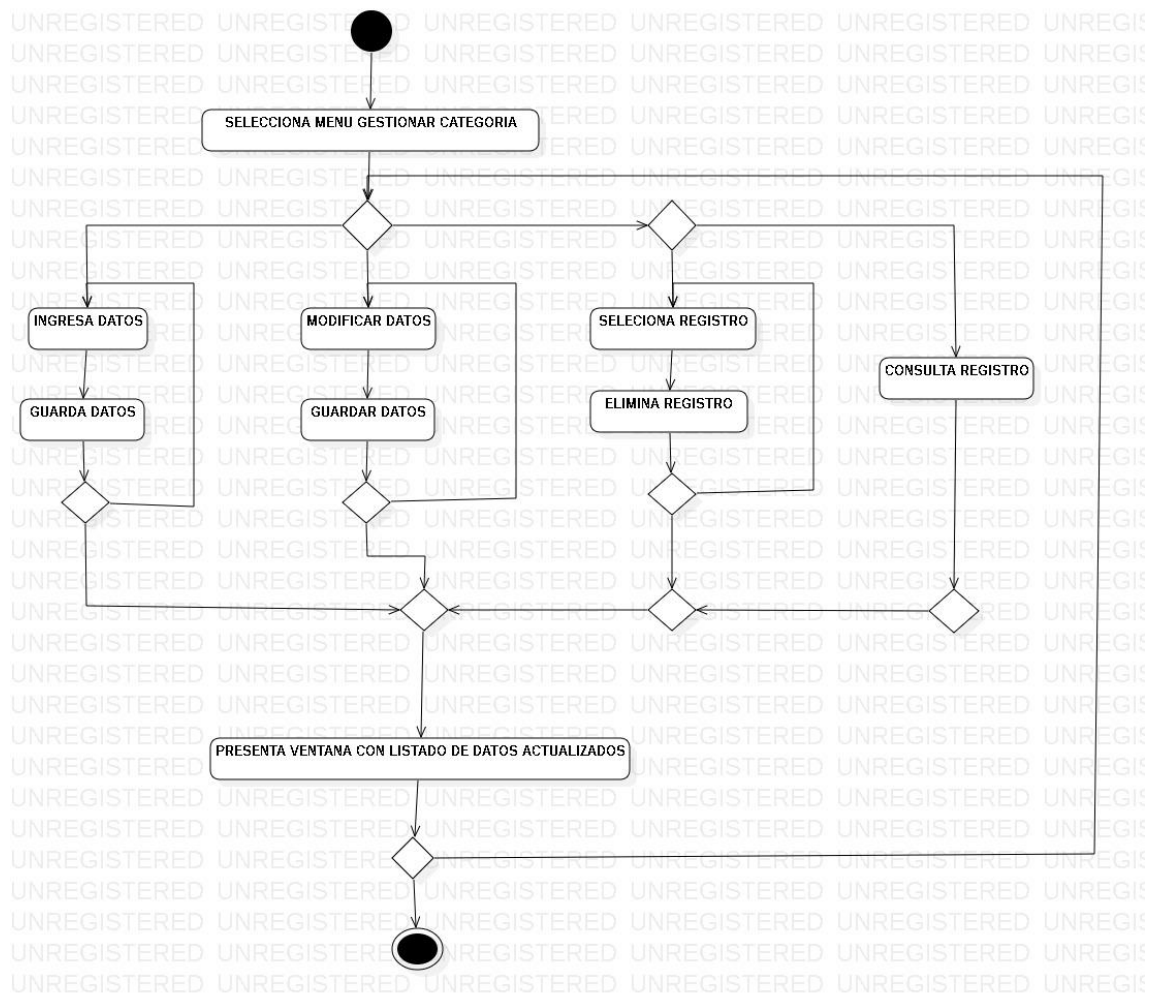 SELECCIONA MENU GESTIONAR CATEGORIA
INGRESA DATOS
MODIFICAR DATOS
SELECIONA REGISTRO
CONSULTA REGISTRO
GUARDA DATOS
GUARDAR DATOS
ELIMINA REGISTRO
PRESENTA VENTANA CON LISTADO DE DATOS ACTUALIZADOS
UNREGISTERED